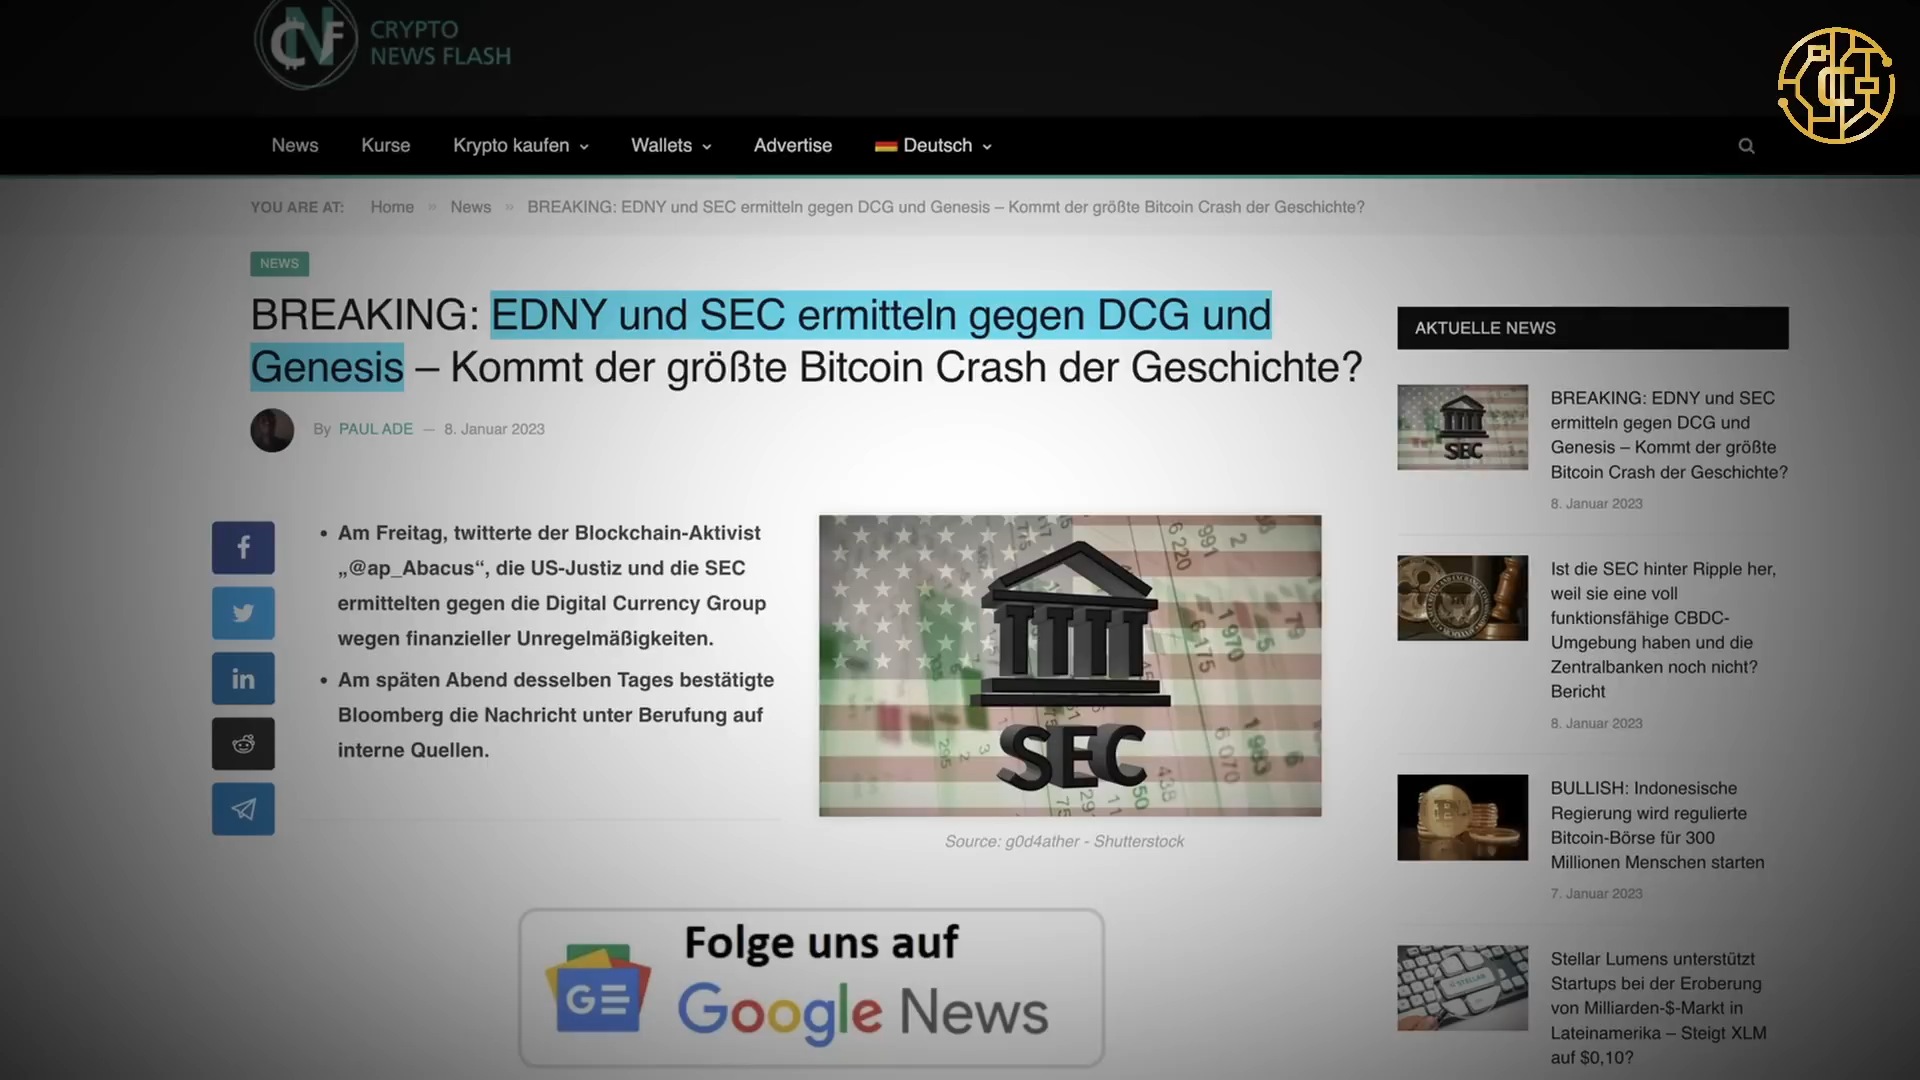 CRYPTO
NEWS FLASH
News
Kurse
Krypto kaufen
Wallets
Advertise
Deutsch
YOU ARE AT: Home » News » BREAKING: EDNY und SEC ermitteln gegen DCG und Genesis – Kommt der größte Bitcoin Crash der Geschichte?
NEWS
BREAKING: EDNY und SEC ermitteln gegen DCG und
Genesis – Kommt der größte Bitcoin Crash der Geschichte?
By PAUL ADE — 8. Januar 2023
• Am Freitag, twitterte der Blockchain-Aktivist
„@ap_Abacus“, die US-Justiz und die SEC
ermittelten gegen die Digital Currency Group
wegen finanzieller Unregelmäßigkeiten.
• Am späten Abend desselben Tages bestätigte
Bloomberg die Nachricht unter Berufung auf
interne Quellen.
SEC
Source: g0d4ather - Shutterstock
Folge uns auf
Google News
AKTUELLE NEWS
BREAKING: EDNY und SEC
ermitteln gegen DCG und
Genesis – Kommt der größte
Bitcoin Crash der Geschichte?
8. Januar 2023
SEC
Ist die SEC hinter Ripple her,
weil sie eine voll
funktionsfähige CBDC-
Umgebung haben und die
Zentralbanken noch nicht?
Bericht
8. Januar 2023
BULLISH: Indonesische
Regierung wird regulierte
Bitcoin-Börse für 300
Millionen Menschen starten
7. Januar 2023
Stellar Lumens unterstützt
Startups bei der Eroberung
von Milliarden-$-Markt in
Lateinamerika – Steigt XLM
auf $0,10?